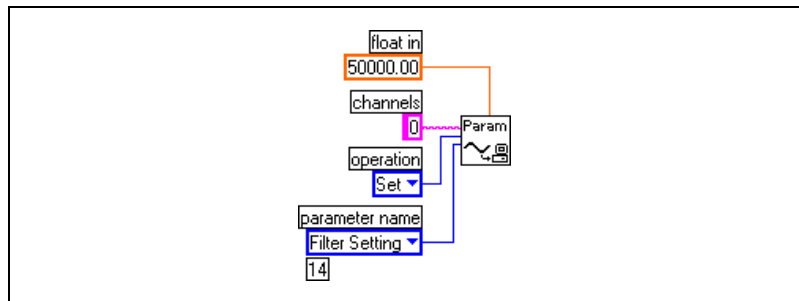 float in
50000.00
channels
0
Param
operation
Set
parameter name
Filter Setting
14